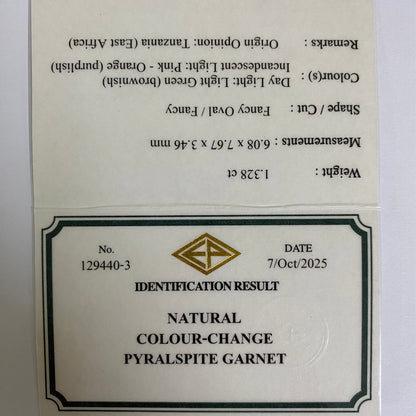 Weight : 1.328 ct
Measurements : 6.08 x 7.67 x 3.46 mm
Shape / Cut : Fancy Oval / Fancy
Colour(s) : Day Light: Light Green (brownish)
Incandescent Light: Pink - Orange (purplish)
Remarks : Origin Opinion: Tanzania (East Africa)
No. DATE
129440-3 7/Oct/2025
IDENTIFICATION RESULT
NATURAL
COLOUR-CHANGE
PYRALSPITE GARNET